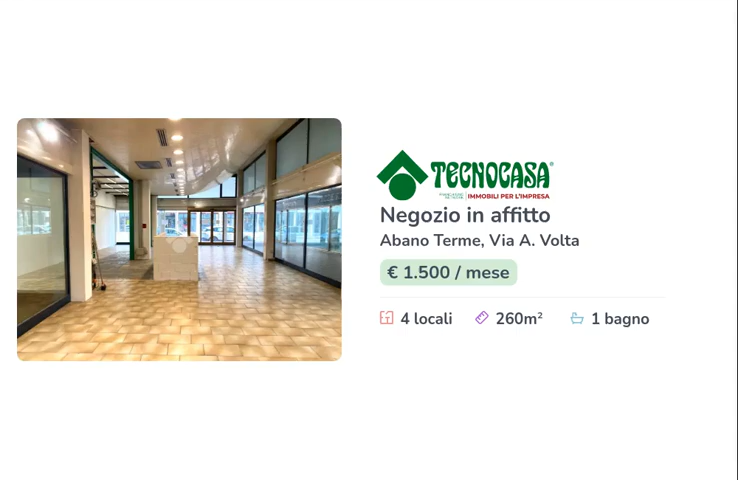 TECNOCASA
IMMOBILI PER L'IMPRESA
Negozio in affitto
Abano Terme, Via A. Volta
€ 1.500 / mese
4 locali 260m² 1 bagno